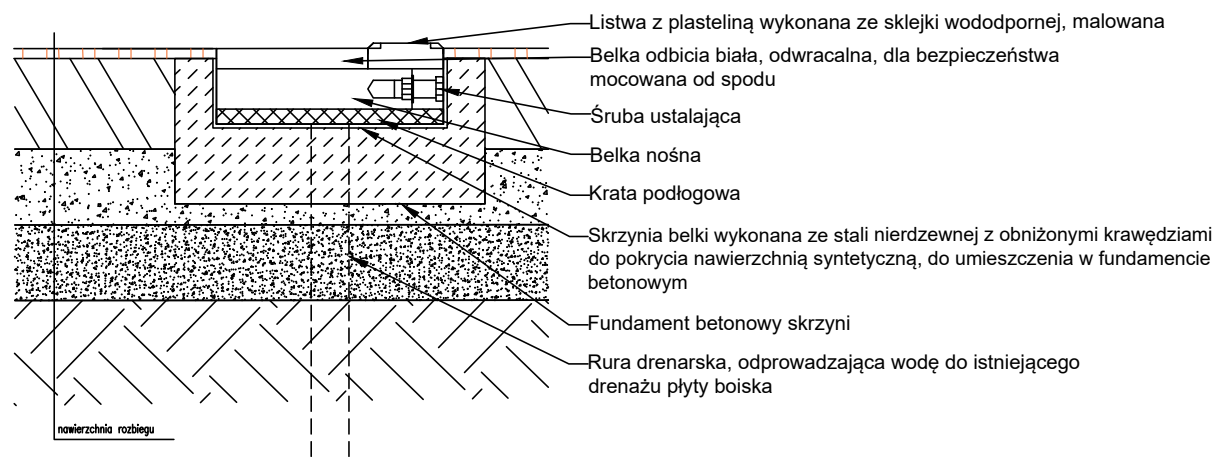 Listwa z plasteliną wykonana ze sklejki wodoodpornej, malowana
Belka odbicia biała, odwracalna, dla bezpieczeństwa
mocowana od spodu
Śruba ustalająca
Belka nośna
Krata podłogowa
Skrzynia belki wykonana ze stali nierdzewnej z obniżonymi krawędziami
do pokrycia nawierzchnią syntetyczną, do umieszczenia w fundamencie
betonowym
Fundament betonowy skrzyni
Rura drenarska, odprowadzająca wodę do istniejącego
drenażu płyty boiska
nawierzchnia rozbiegu